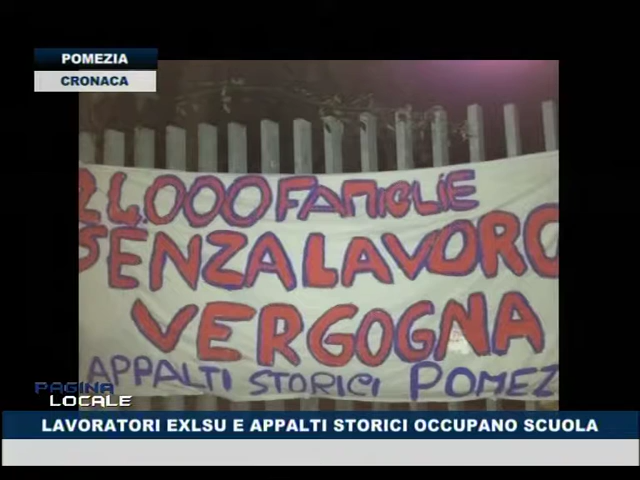 POMEZIA
CRONACA
24.000 FAMIGLIE
SENZA LAVORO
VERGOGNA
APPALTI STORICI POMEZ
PAGINA
LOCALE
LAVORATORI EXLSU E APPALTI STORICI OCCUPANO SCUOLA